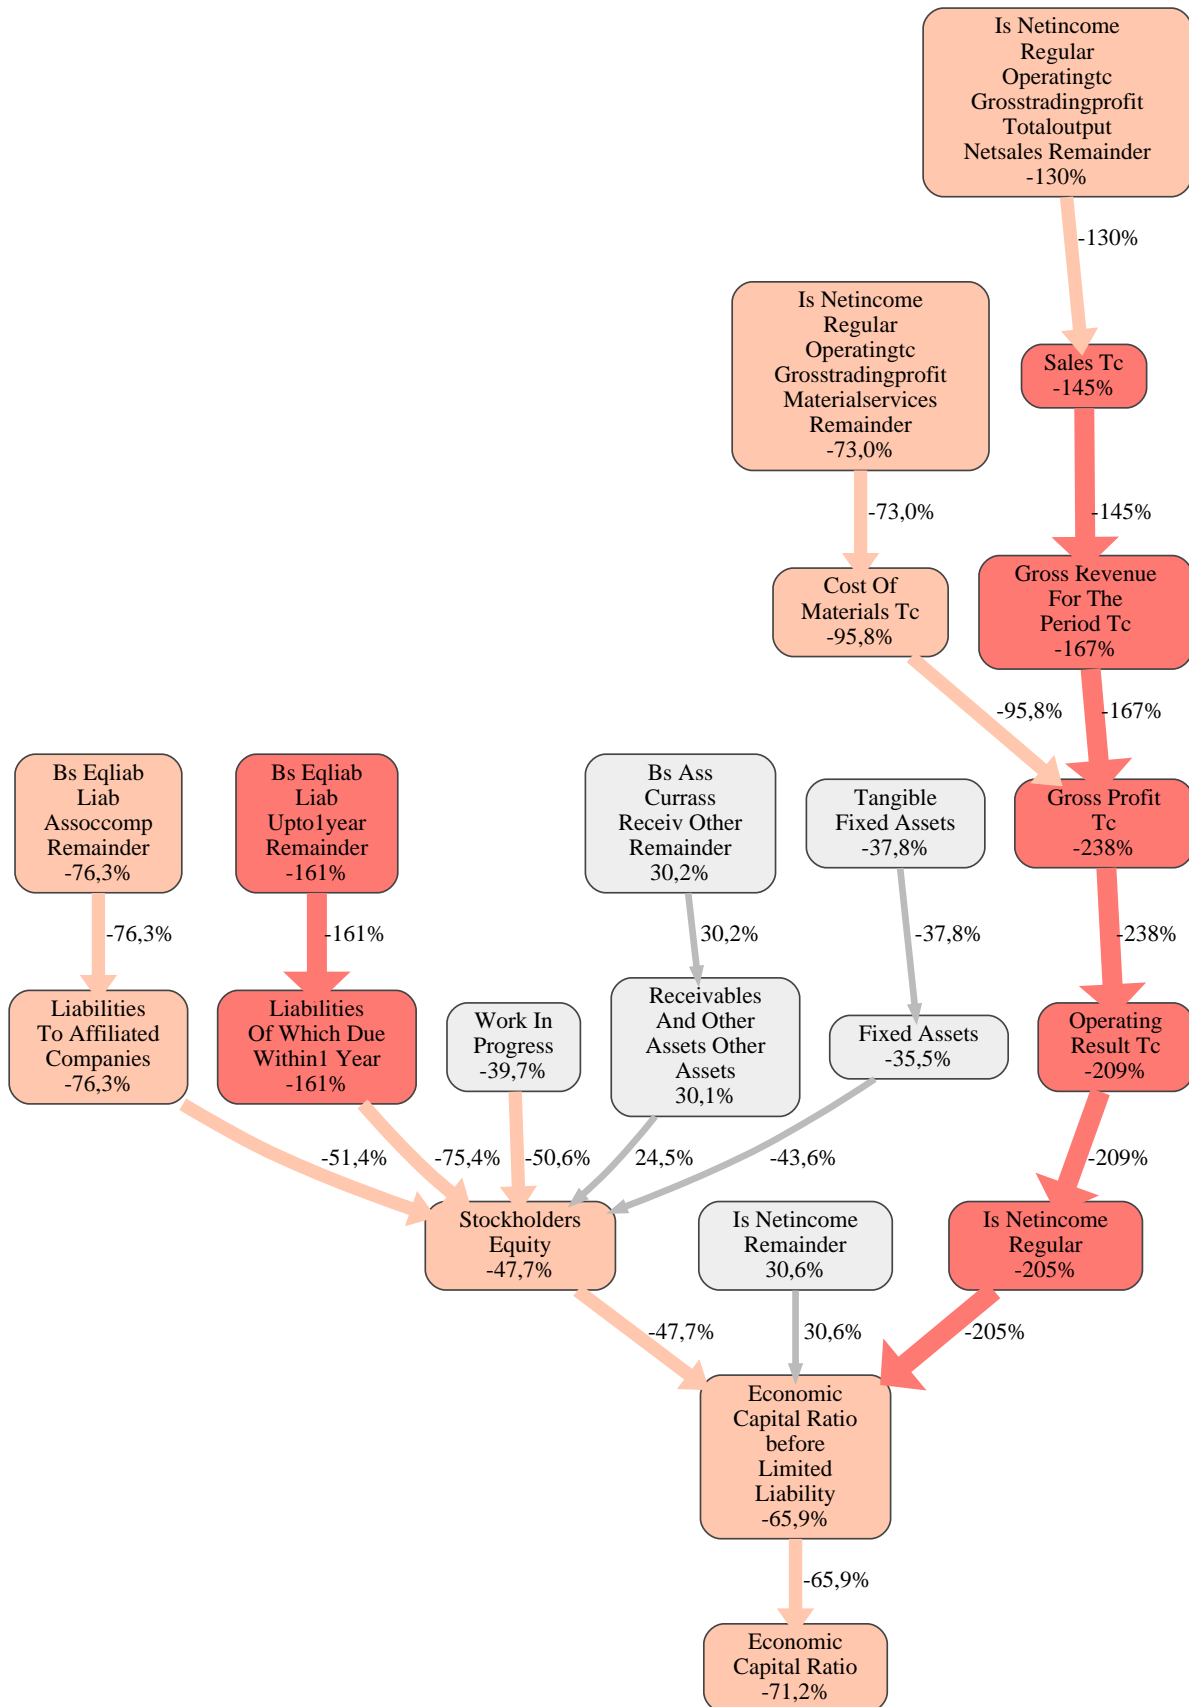 Is Netincome
Regular
Operatingtc
Grosstradingprofit
Totaloutput
Netsales Remainder
-130%
-130%
Is Netincome
Regular
Operatingtc
Grosstradingprofit
Materialservices
Remainder
-73,0%
Sales Tc
-145%
-73,0%
-145%
Cost Of
Materials Tc
-95,8%
Gross Revenue
For The
Period Tc
-167%
-95,8%
-167%
Bs Eqliab
Liab
Assoccomp
Remainder
-76,3%
Bs Eqliab
Liab
Upto1year
Remainder
-161%
Bs Ass
Currass
Receiv Other
Remainder
30,2%
Tangible
Fixed Assets
-37,8%
Gross Profit
Tc
-238%
-76,3%
-161%
30,2%
-37,8%
-238%
Liabilities
To Affiliated
Companies
-76,3%
Liabilities
Of Which Due
Within1 Year
-161%
Work In
Progress
-39,7%
Receivables
And Other
Assets Other
Assets
30,1%
Fixed Assets
-35,5%
Operating
Result Tc
-209%
-51,4%
-75,4%
-50,6%
24,5%
-43,6%
-209%
Stockholders
Equity
-47,7%
Is Netincome
Remainder
30,6%
Is Netincome
Regular
-205%
-47,7%
30,6%
-205%
Economic
Capital Ratio
before
Limited
Liability
-65,9%
-65,9%
Economic
Capital Ratio
-71,2%